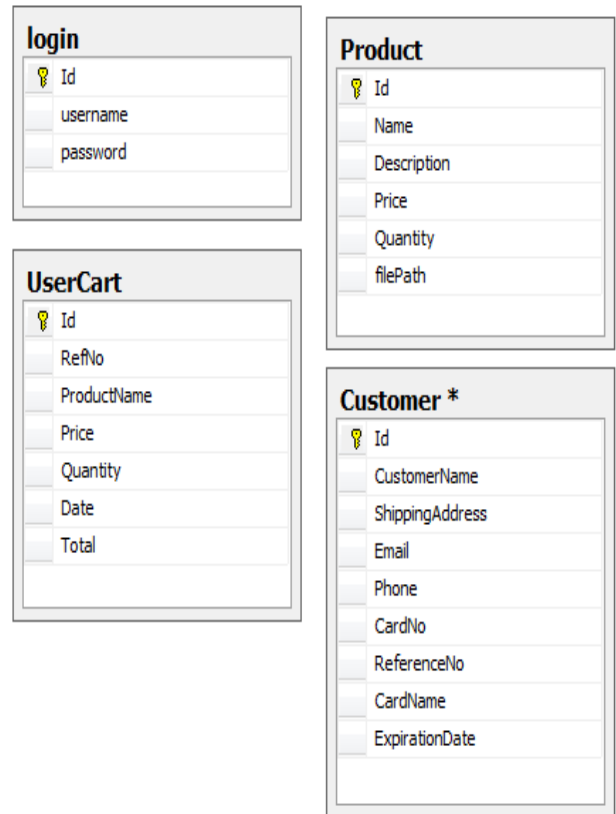 login
Id
username
password
UserCart
Id
RefNo
ProductName
Price
Quantity
Date
Total
Product
Id
Name
Description
Price
Quantity
filePath
Customer *
Id
CustomerName
ShippingAddress
Email
Phone
CardNo
ReferenceNo
CardName
ExpirationDate